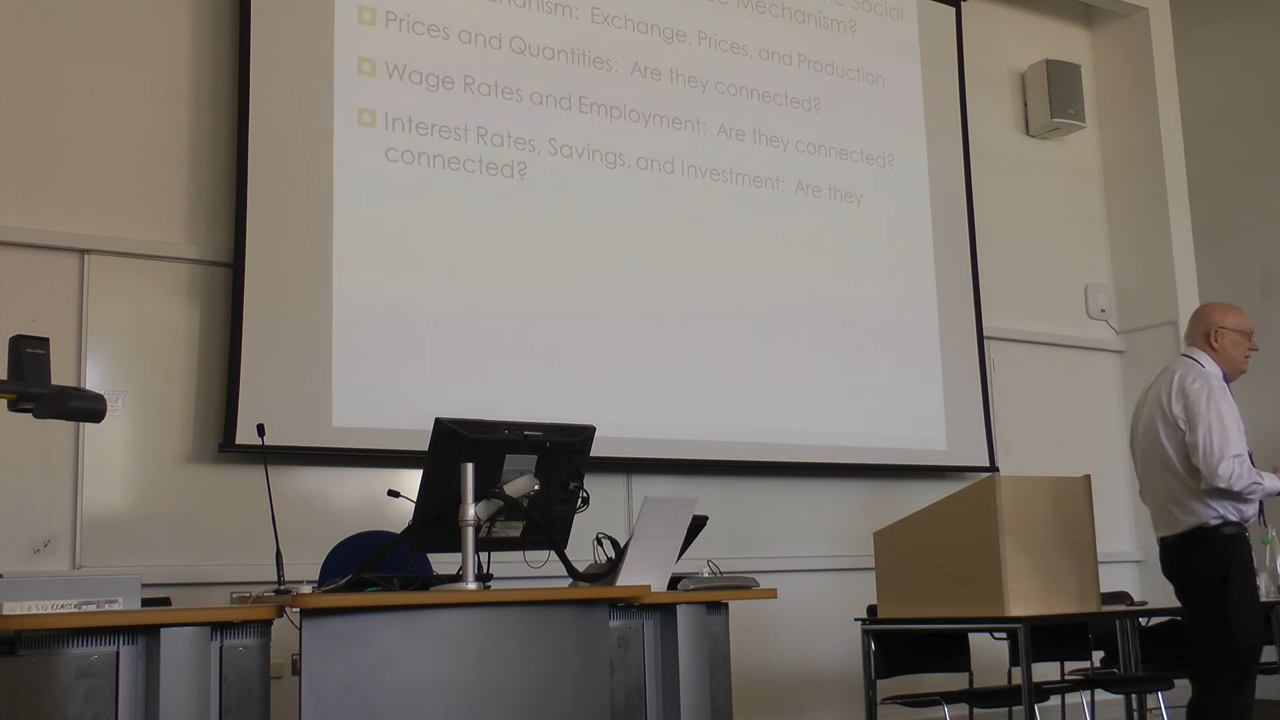 Social
Mechanism?
Exchange, Prices, and Production
Prices and Quantities: Are they connected?
Wage Rates and Employment: Are they connected?
Interest Rates, Savings, and Investment: Are they
connected?